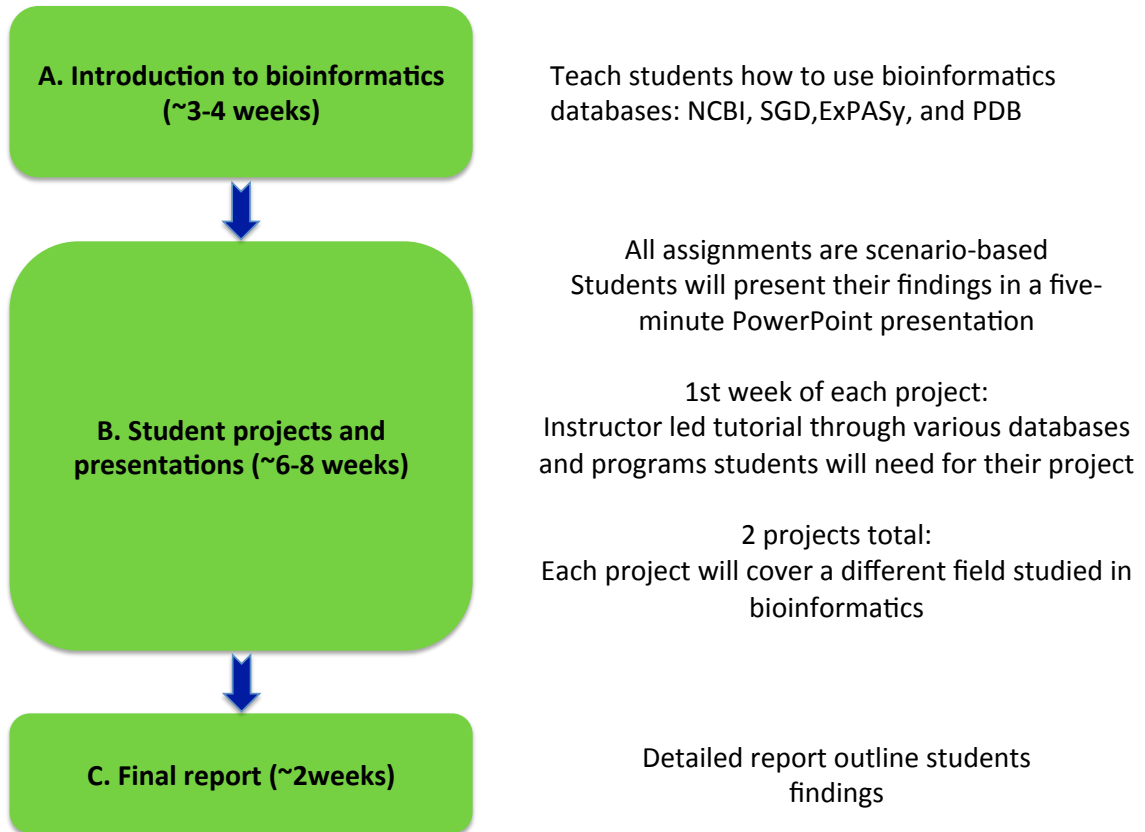 A. Introduction to bioinformatics
(~3-4 weeks)
Teach students how to use bioinformatics
databases: NCBI, SGD,ExPASy, and PDB
B. Student projects and
presentations (~6-8 weeks)
All assignments are scenario-based
Students will present their findings in a five-
minute PowerPoint presentation
1st week of each project:
Instructor led tutorial through various databases
and programs students will need for their project
2 projects total:
Each project will cover a different field studied in
bioinformatics
C. Final report (~2weeks)
Detailed report outline students
findings